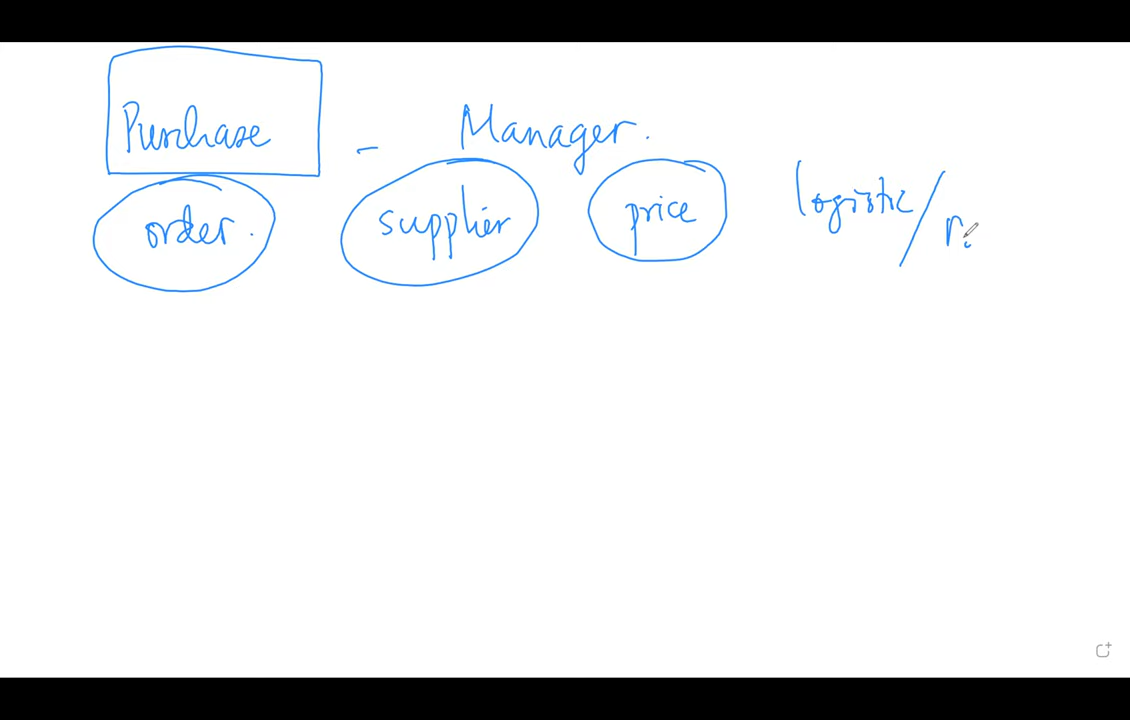 Purchase - Manager.
order. supplier price logistic/